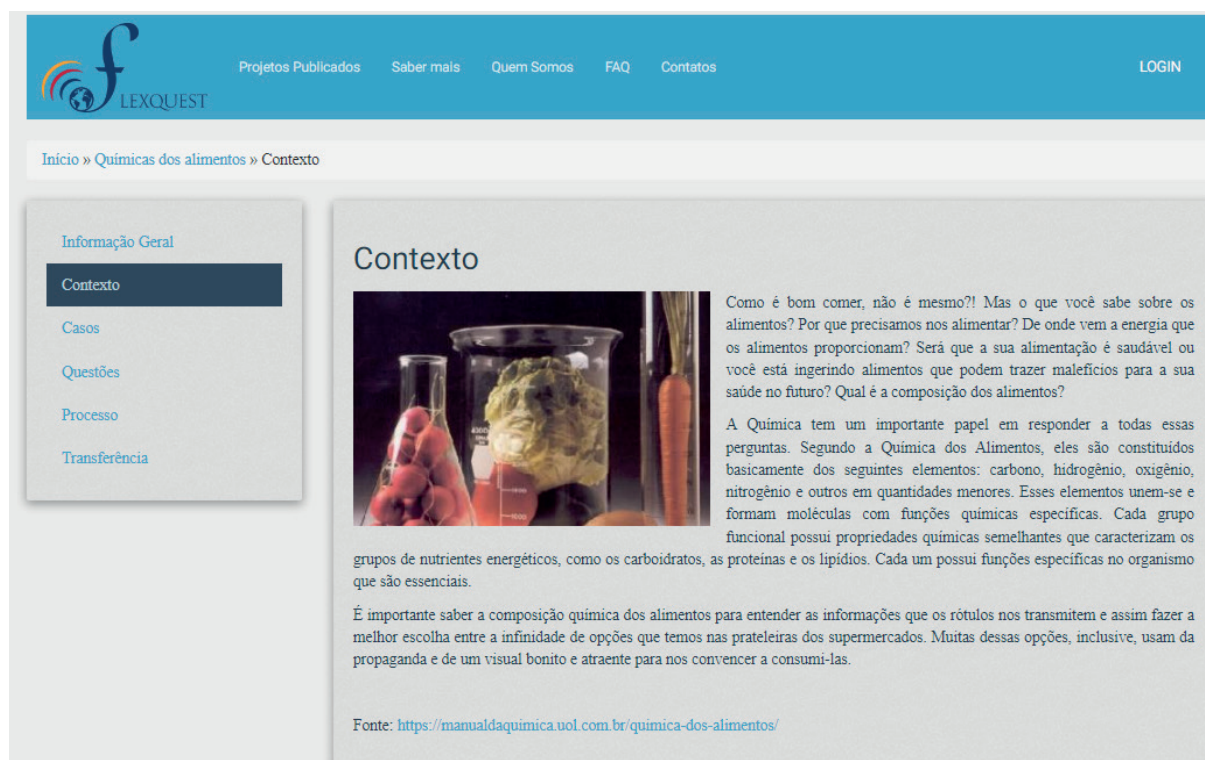 FLEXQUEST
Projetos Publicados Saber mais Quem Somos FAQ Contatos LOGIN
Início » Químicas dos alimentos » Contexto
Informação Geral
Contexto
Casos
Questões
Processo
Transferência
Contexto
Como é bom comer, não é mesmo?! Mas o que você sabe sobre os
alimentos? Por que precisamos nos alimentar? De onde vem a energia que
os alimentos proporcionam? Será que a sua alimentação é saudável ou
você está ingerindo alimentos que podem trazer malefícios para a sua
saúde no futuro? Qual é a composição dos alimentos?
A Química tem um importante papel em responder a todas essas
perguntas. Segundo a Química dos Alimentos, eles são constituídos
basicamente dos seguintes elementos: carbono, hidrogênio, oxigênio,
nitrogênio e outros em quantidades menores. Esses elementos unem-se e
formam moléculas com funções químicas específicas. Cada grupo
funcional possui propriedades químicas semelhantes que caracterizam os
grupos de nutrientes energéticos, como os carboidratos, as proteínas e os lipídios. Cada um possui funções específicas no organismo
que são essenciais.
É importante saber a composição química dos alimentos para entender as informações que os rótulos nos transmitem e assim fazer a
melhor escolha entre a infinidade de opções que temos nas prateleiras dos supermercados. Muitas dessas opções, inclusive, usam da
propaganda e de um visual bonito e atraente para nos convencer a consumi-las.
Fonte: https://manualdaquimica.uol.com.br/quimica-dos-alimentos/